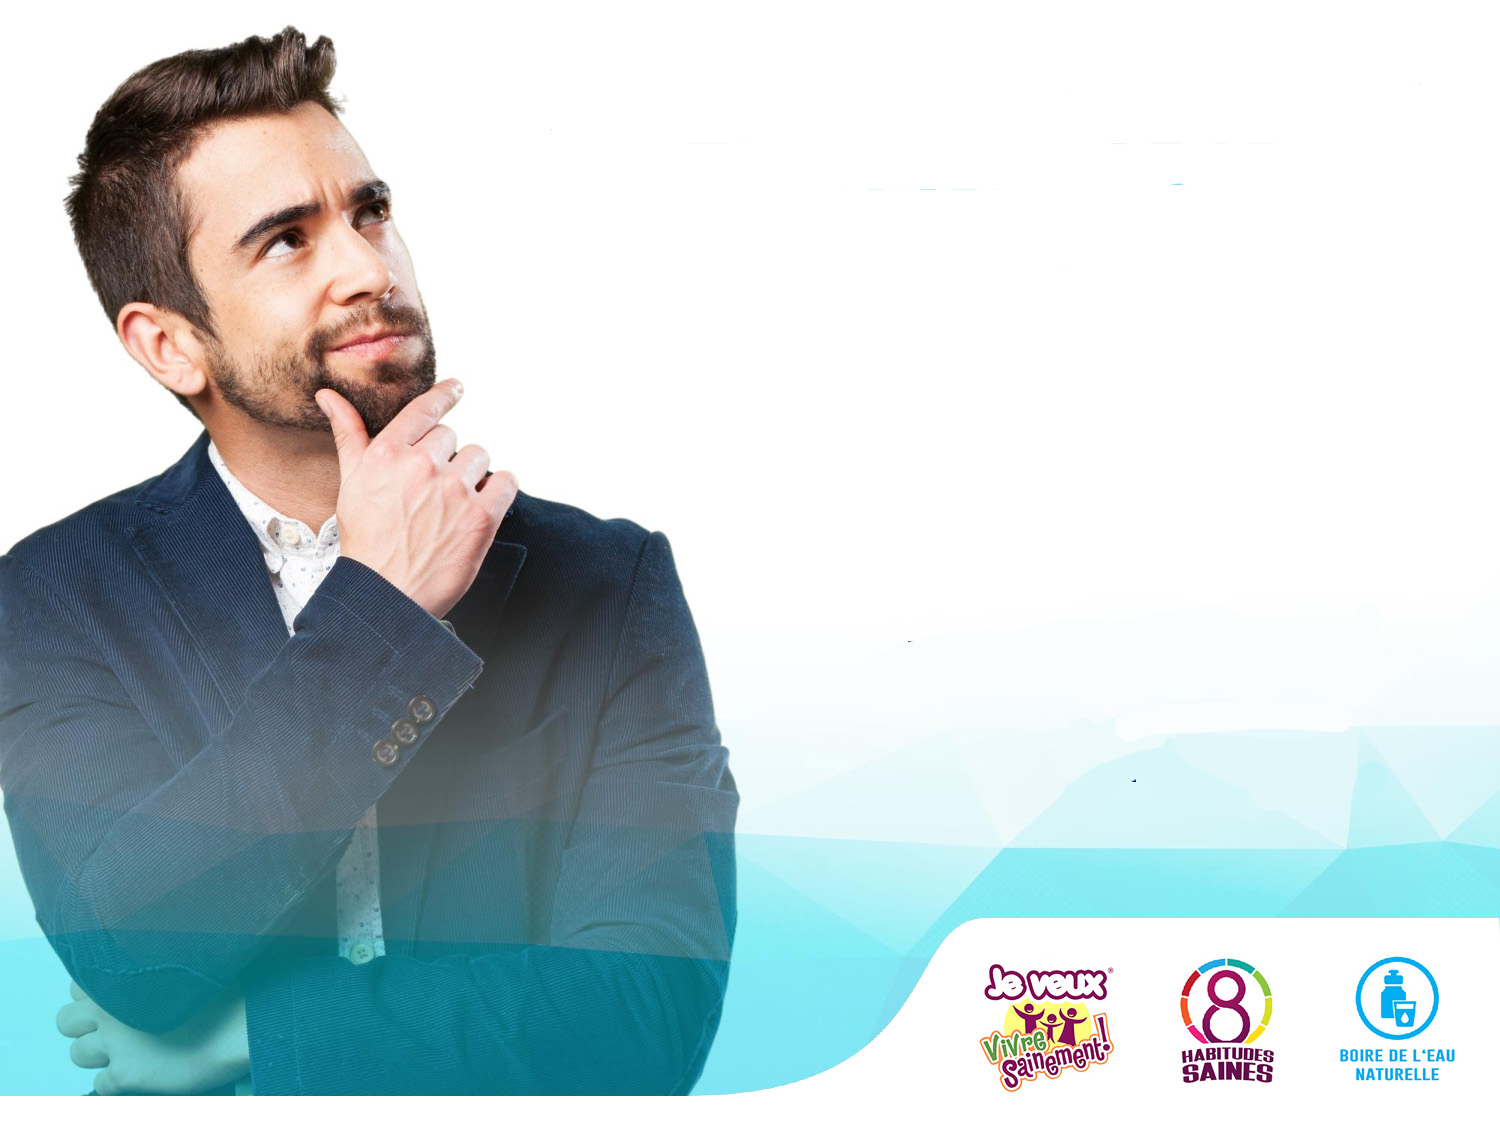 Je veux®
Vivre
Sainement!
8
HABITUDES
SAINES
BOIRE DE L'EAU
NATURELLE